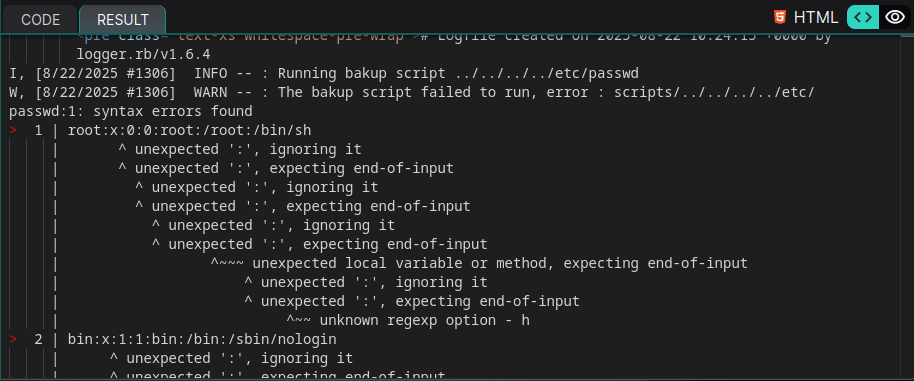 CODE RESULT HTML
<pre class="text-xs whitespace-pre-wrap"># Logfile created on 2025-08-22 10:24:15 +0000 by
logger.rb/v1.6.4
I, [8/22/2025 #1306]  INFO -- : Running bakup script ../../../../etc/passwd
W, [8/22/2025 #1306]  WARN -- : The bakup script failed to run, error : scripts/../../../../etc/
passwd:1: syntax errors found
>  1 | root:x:0:0:root:/root:/bin/sh
     |       ^ unexpected ':', ignoring it
     |       ^ unexpected ':', expecting end-of-input
     |         ^ unexpected ':', ignoring it
     |         ^ unexpected ':', expecting end-of-input
     |           ^ unexpected ':', ignoring it
     |           ^ unexpected ':', expecting end-of-input
     |                  ^~~~ unexpected local variable or method, expecting end-of-input
     |                      ^ unexpected ':', ignoring it
     |                      ^ unexpected ':', expecting end-of-input
     |                           ^~~ unknown regexp option - h
>  2 | bin:x:1:1:bin:/bin:/sbin/nologin
     |      ^ unexpected ':', ignoring it
     |      ^ unexpected ':', expecting end-of-input